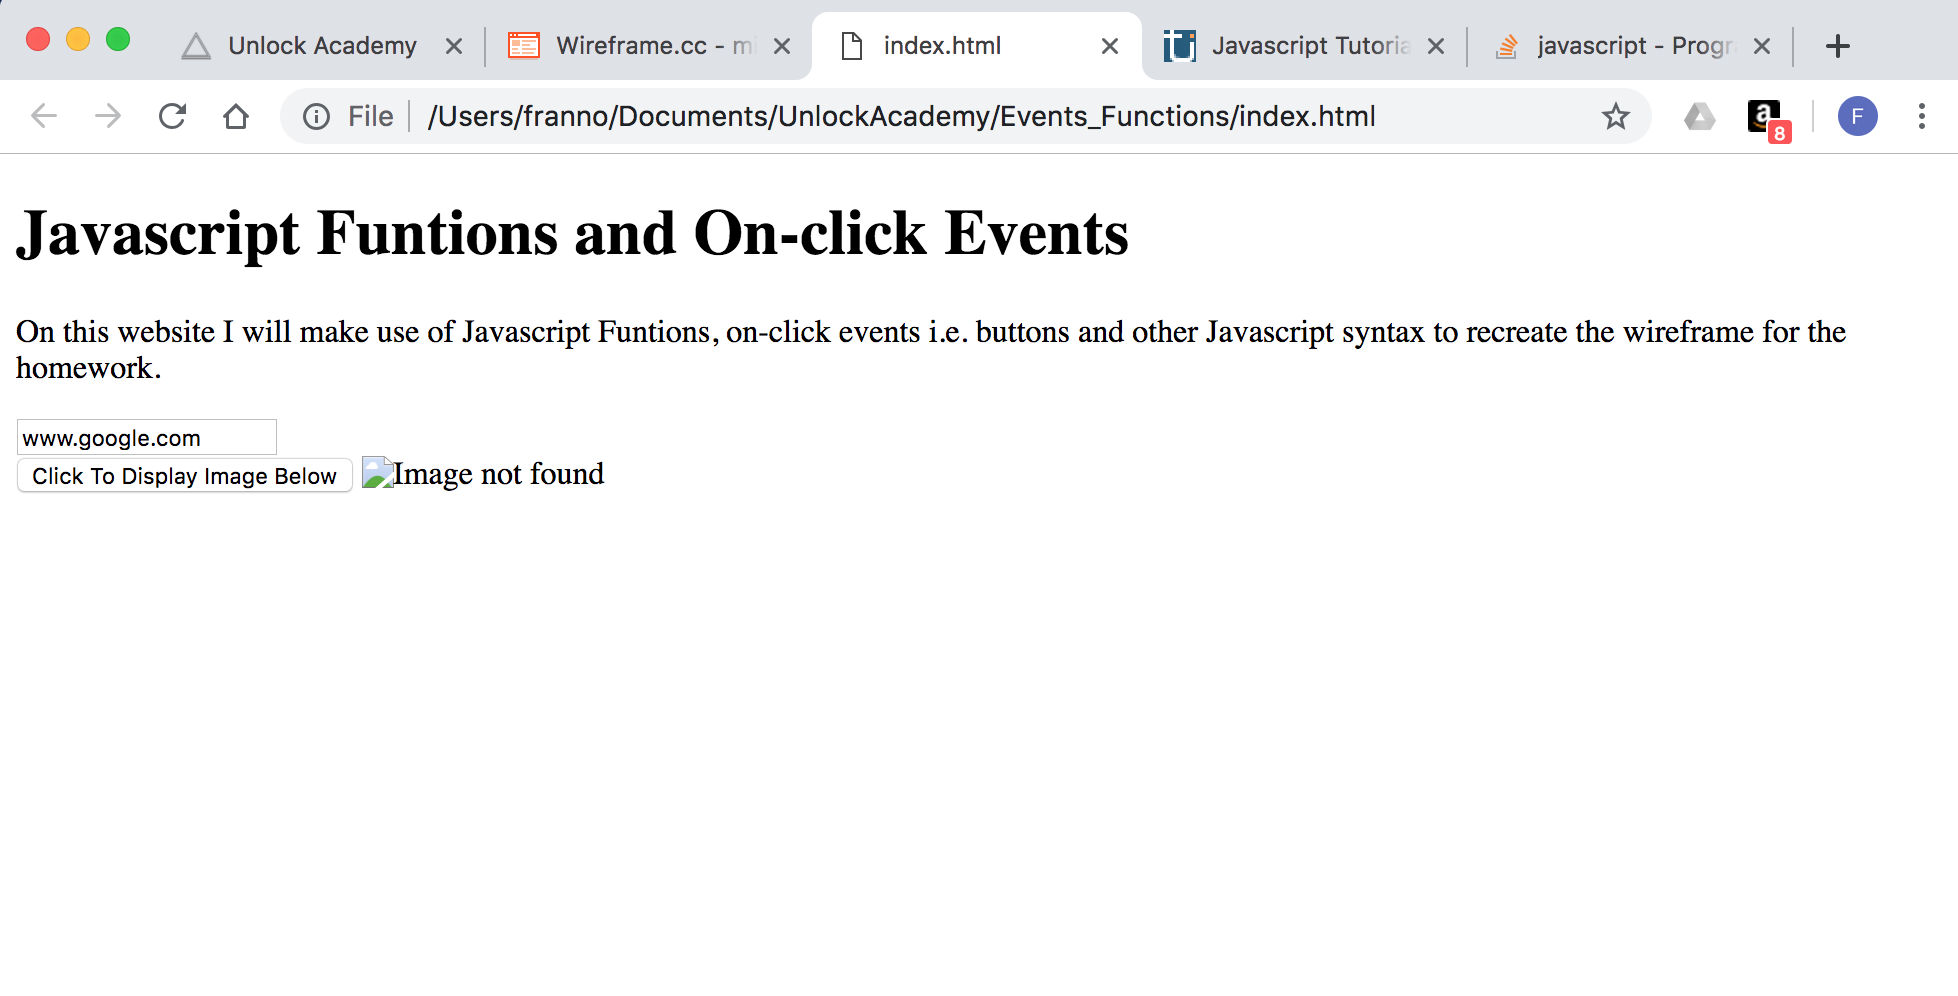 Unlock Academy
Wireframe.cc - mi
index.html
Javascript Tutoria
javascript - Progr
File
/Users/franno/Documents/UnlockAcademy/Events_Functions/index.html
a
8
F
Javascript Funtions and On-click Events
On this website I will make use of Javascript Funtions, on-click events i.e. buttons and other Javascript syntax to recreate the wireframe for the
homework.
www.google.com
Click To Display Image Below
Image not found